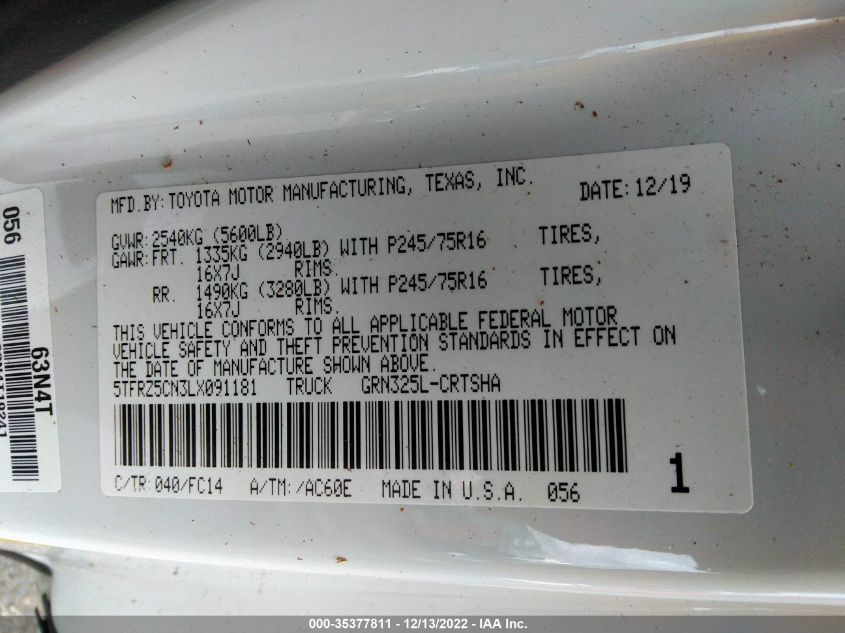 MFD.BY:TOYOTA MOTOR MANUFACTURING, TEXAS, INC. DATE:12/19
GVWR:2540KG (5600LB)
GAWR:FRT. 1335KG (2940LB) WITH P245/75R16 TIRES,
16X7J RIMS.
RR. 1490KG (3280LB) WITH P245/75R16 TIRES,
16X7J RIMS.
THIS VEHICLE CONFORMS TO ALL APPLICABLE FEDERAL MOTOR
VEHICLE SAFETY AND THEFT PREVENTION STANDARDS IN EFFECT ON
THE DATE OF MANUFACTURE SHOWN ABOVE.
5TFRZ5CN3LX091181 TRUCK GRN325L-CRTSHA
C/TR:040/FC14 A/TM:/AC60E MADE IN U.S.A. 056
1
056
63N4T
000-35377811 - 12/13/2022 - IAA Inc.